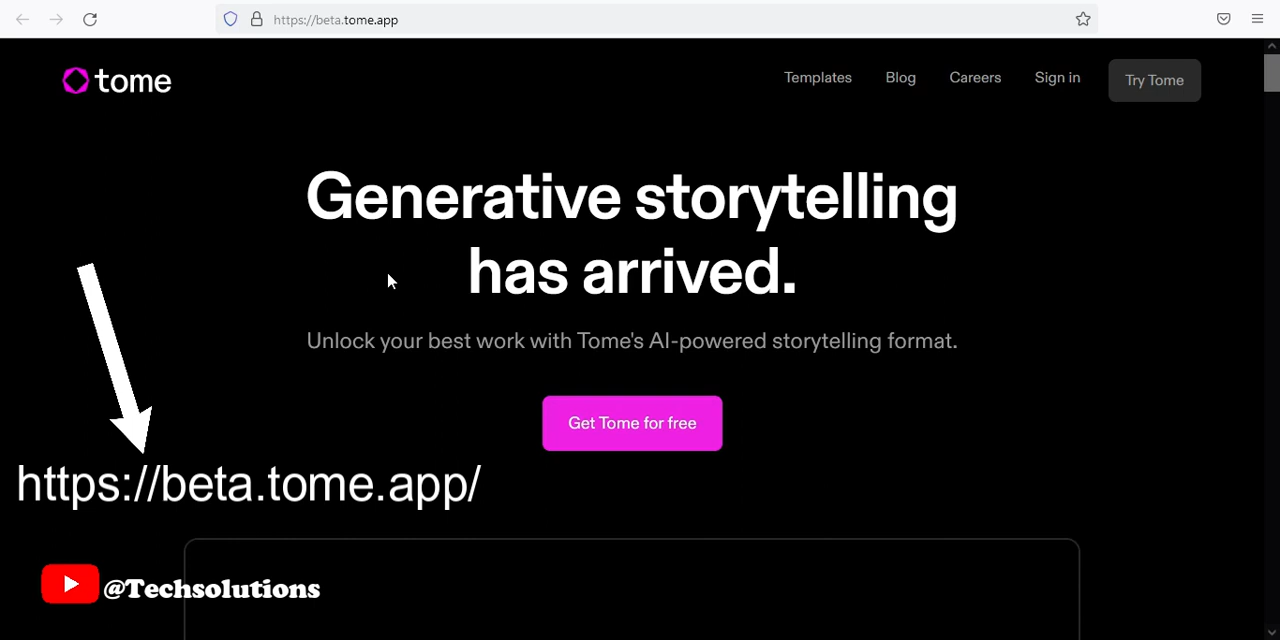 https://beta.tome.app
tome
Templates
Blog
Careers
Sign in
Try Tome
Generative storytelling
has arrived.
Unlock your best work with Tome's AI-powered storytelling format.
Get Tome for free
https://beta.tome.app/
@Techsolutions